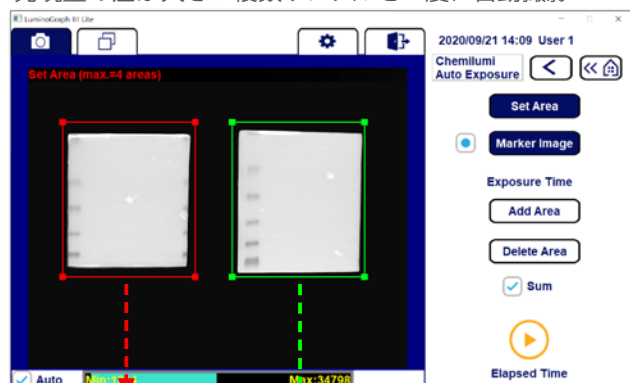 LuminoGraph III Lite
2020/09/21 14:09 User 1
Chemilumi
Auto Exposure
Set Area (max.=4 areas)
Set Area
Marker Image
Exposure Time
Add Area
Delete Area
Sum
Elapsed Time
Auto
Max:34798